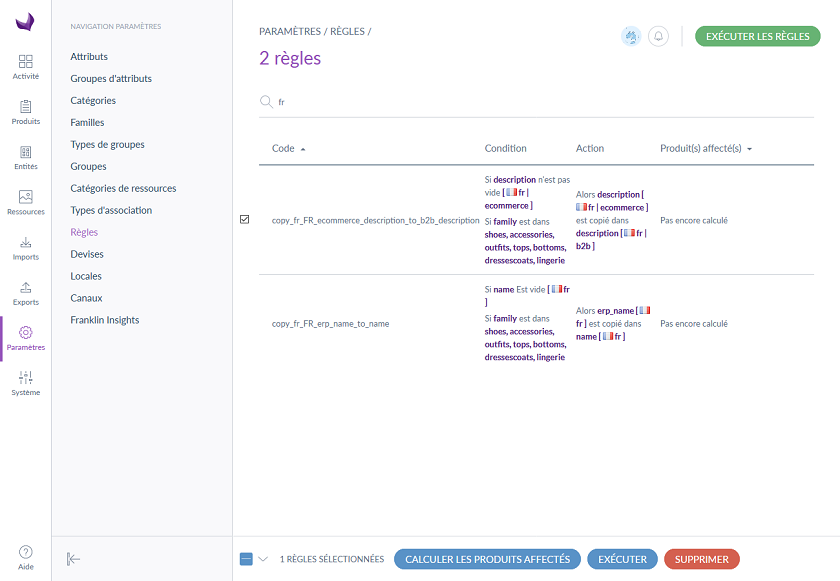 NAVIGATION PARAMÈTRES
Attributs
Groupes d'attributs
Catégories
Familles
Types de groupes
Groupes
Catégories de ressources
Types d'association
Règles
Devises
Locales
Canaux
Franklin Insights
Activité
Produits
Entités
Ressources
Imports
Exports
Paramètres
Système
Aide
PARAMÈTRES / RÈGLES /
EXÉCUTER LES RÈGLES
2 règles
fr
Code
Condition
Action
Produit(s) affecté(s)
copy_fr_FR_ecommerce_description_to_b2b_description
Si description n'est pas
vide [ fr |
ecommerce ]
Si family est dans
shoes, accessories,
outfits, tops, bottoms,
dressescoats, lingerie
Alors description [
fr | ecommerce ]
est copié dans
description [ fr |
b2b ]
Pas encore calculé
copy_fr_FR_erp_name_to_name
Si name Est vide [ fr
]
Si family est dans
shoes, accessories,
outfits, tops, bottoms,
dressescoats, lingerie
Alors erp_name [
fr ] est copié dans
name [ fr ]
Pas encore calculé
1 RÈGLES SÉLECTIONNÉES
CALCULER LES PRODUITS AFFECTÉS
EXÉCUTER
SUPPRIMER